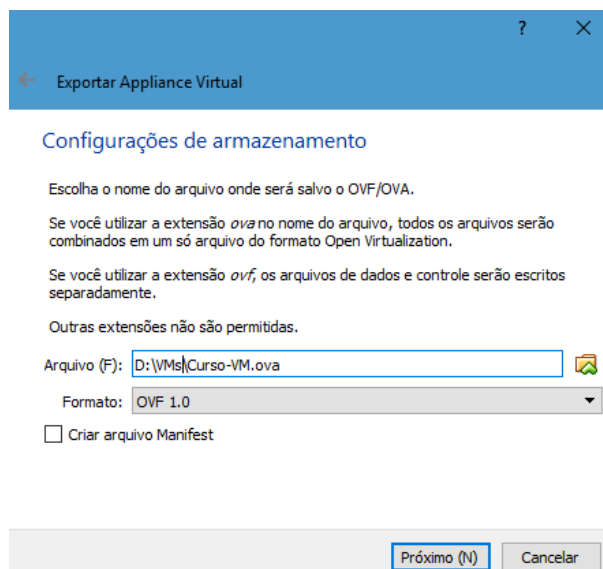 ?
Exportar Appliance Virtual
Configurações de armazenamento
Escolha o nome do arquivo onde será salvo o OVF/OVA.
Se você utilizar a extensão ova no nome do arquivo, todos os arquivos serão
combinados em um só arquivo do formato Open Virtualization.
Se você utilizar a extensão ovf, os arquivos de dados e controle serão escritos
separadamente.
Outras extensões não são permitidas.
Arquivo (F): D:\VMs\Curso-VM.ova
Formato: OVF 1.0
Criar arquivo Manifest
Próximo (N) Cancelar